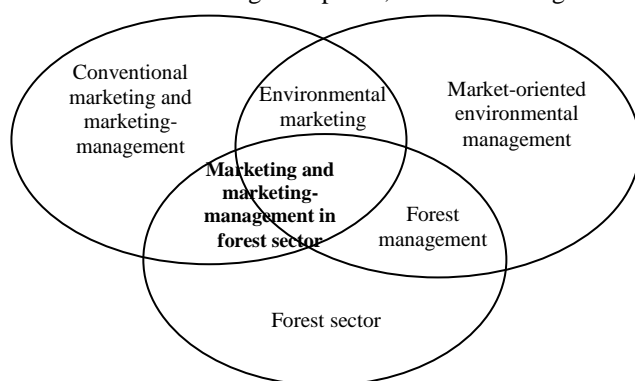 Conventional
marketing and
marketing-
management
Environmental
marketing
Market-oriented
environmental
management
Marketing and
marketing-
management in
forest sector
Forest
management
Forest sector